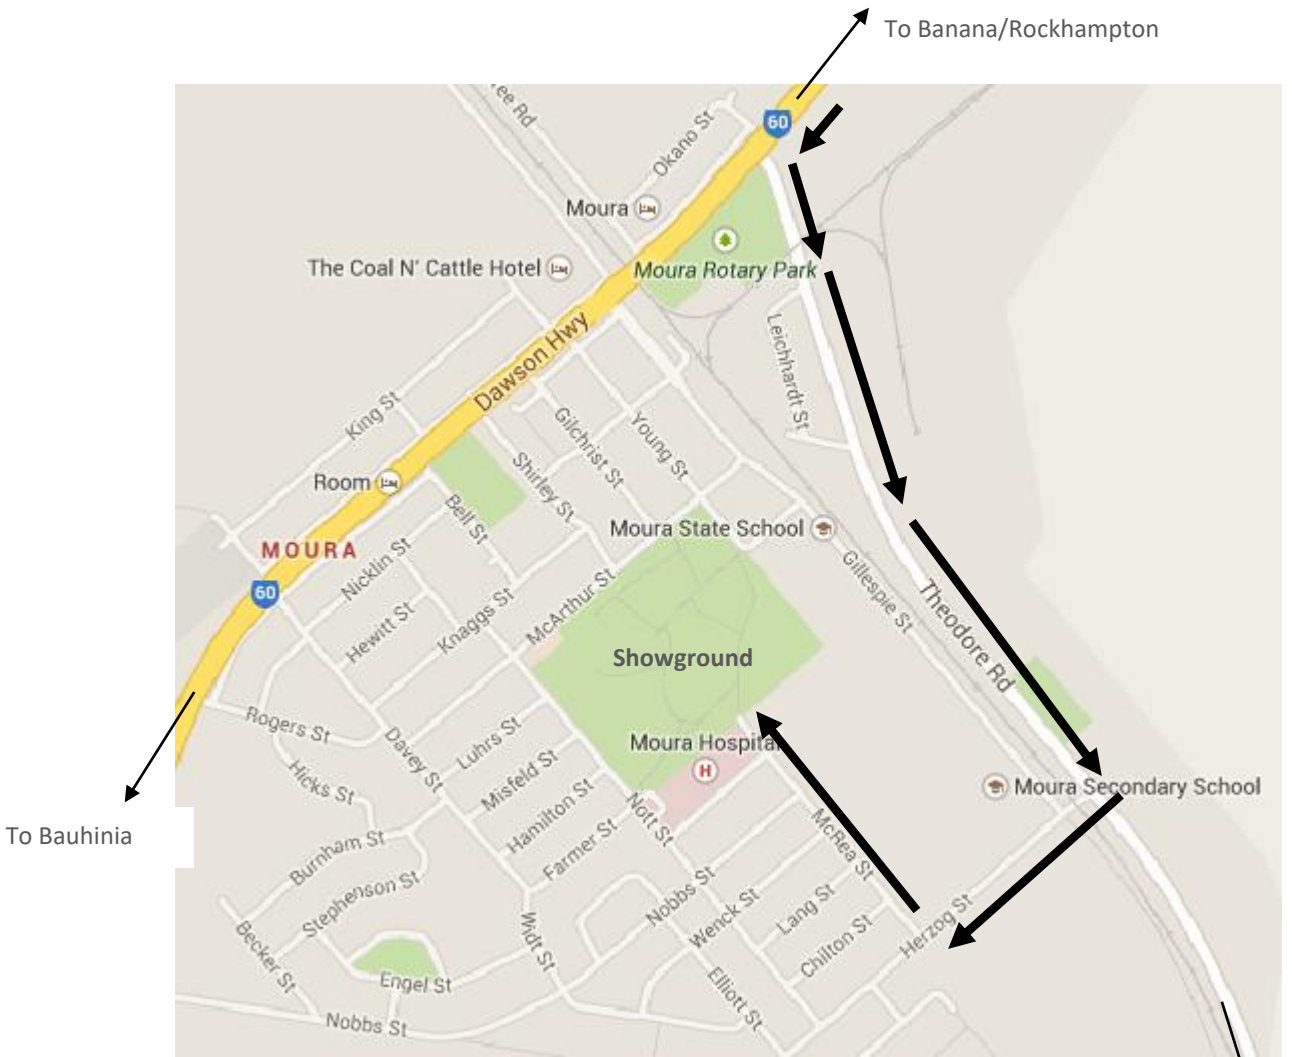 To Banana/Rockhampton
ee Rd
60
Okano St
Moura
The Coal N' Cattle Hotel
Moura Rotary Park
Leichhardt St
Dawson Hwy
King St
Gilchrist St
Young St
Shirley St
Room
Bell St
Moura State School
MOURA
Nicklin St
60
Gillespie St
Theodore Rd
Hewitt St
Knaggs St
McArthur St
Showground
Rogers St
Davey St
Luhrs St
Moura Hospital
H
Hicks St
Misfeld St
Moura Secondary School
To Bauhinia
Hamilton St
Nott St
McRea St
Burnham St
Farmer St
Stephenson St
Nobbs St
Wenck St
Lang St
Herzog St
Chilton St
Becker St
Widt St
Engel St
Elliott St
Nobbs St